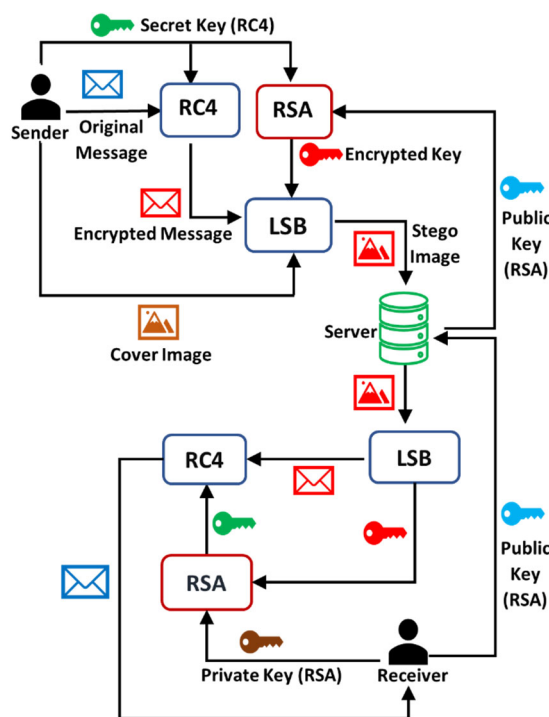 Secret Key (RC4)
Sender
Original
Message
RC4
RSA
Encrypted Key
Encrypted Message
LSB
Stego
Image
Public
Key
(RSA)
Cover Image
Server
RC4
LSB
RSA
Public
Key
(RSA)
Private Key (RSA)
Receiver